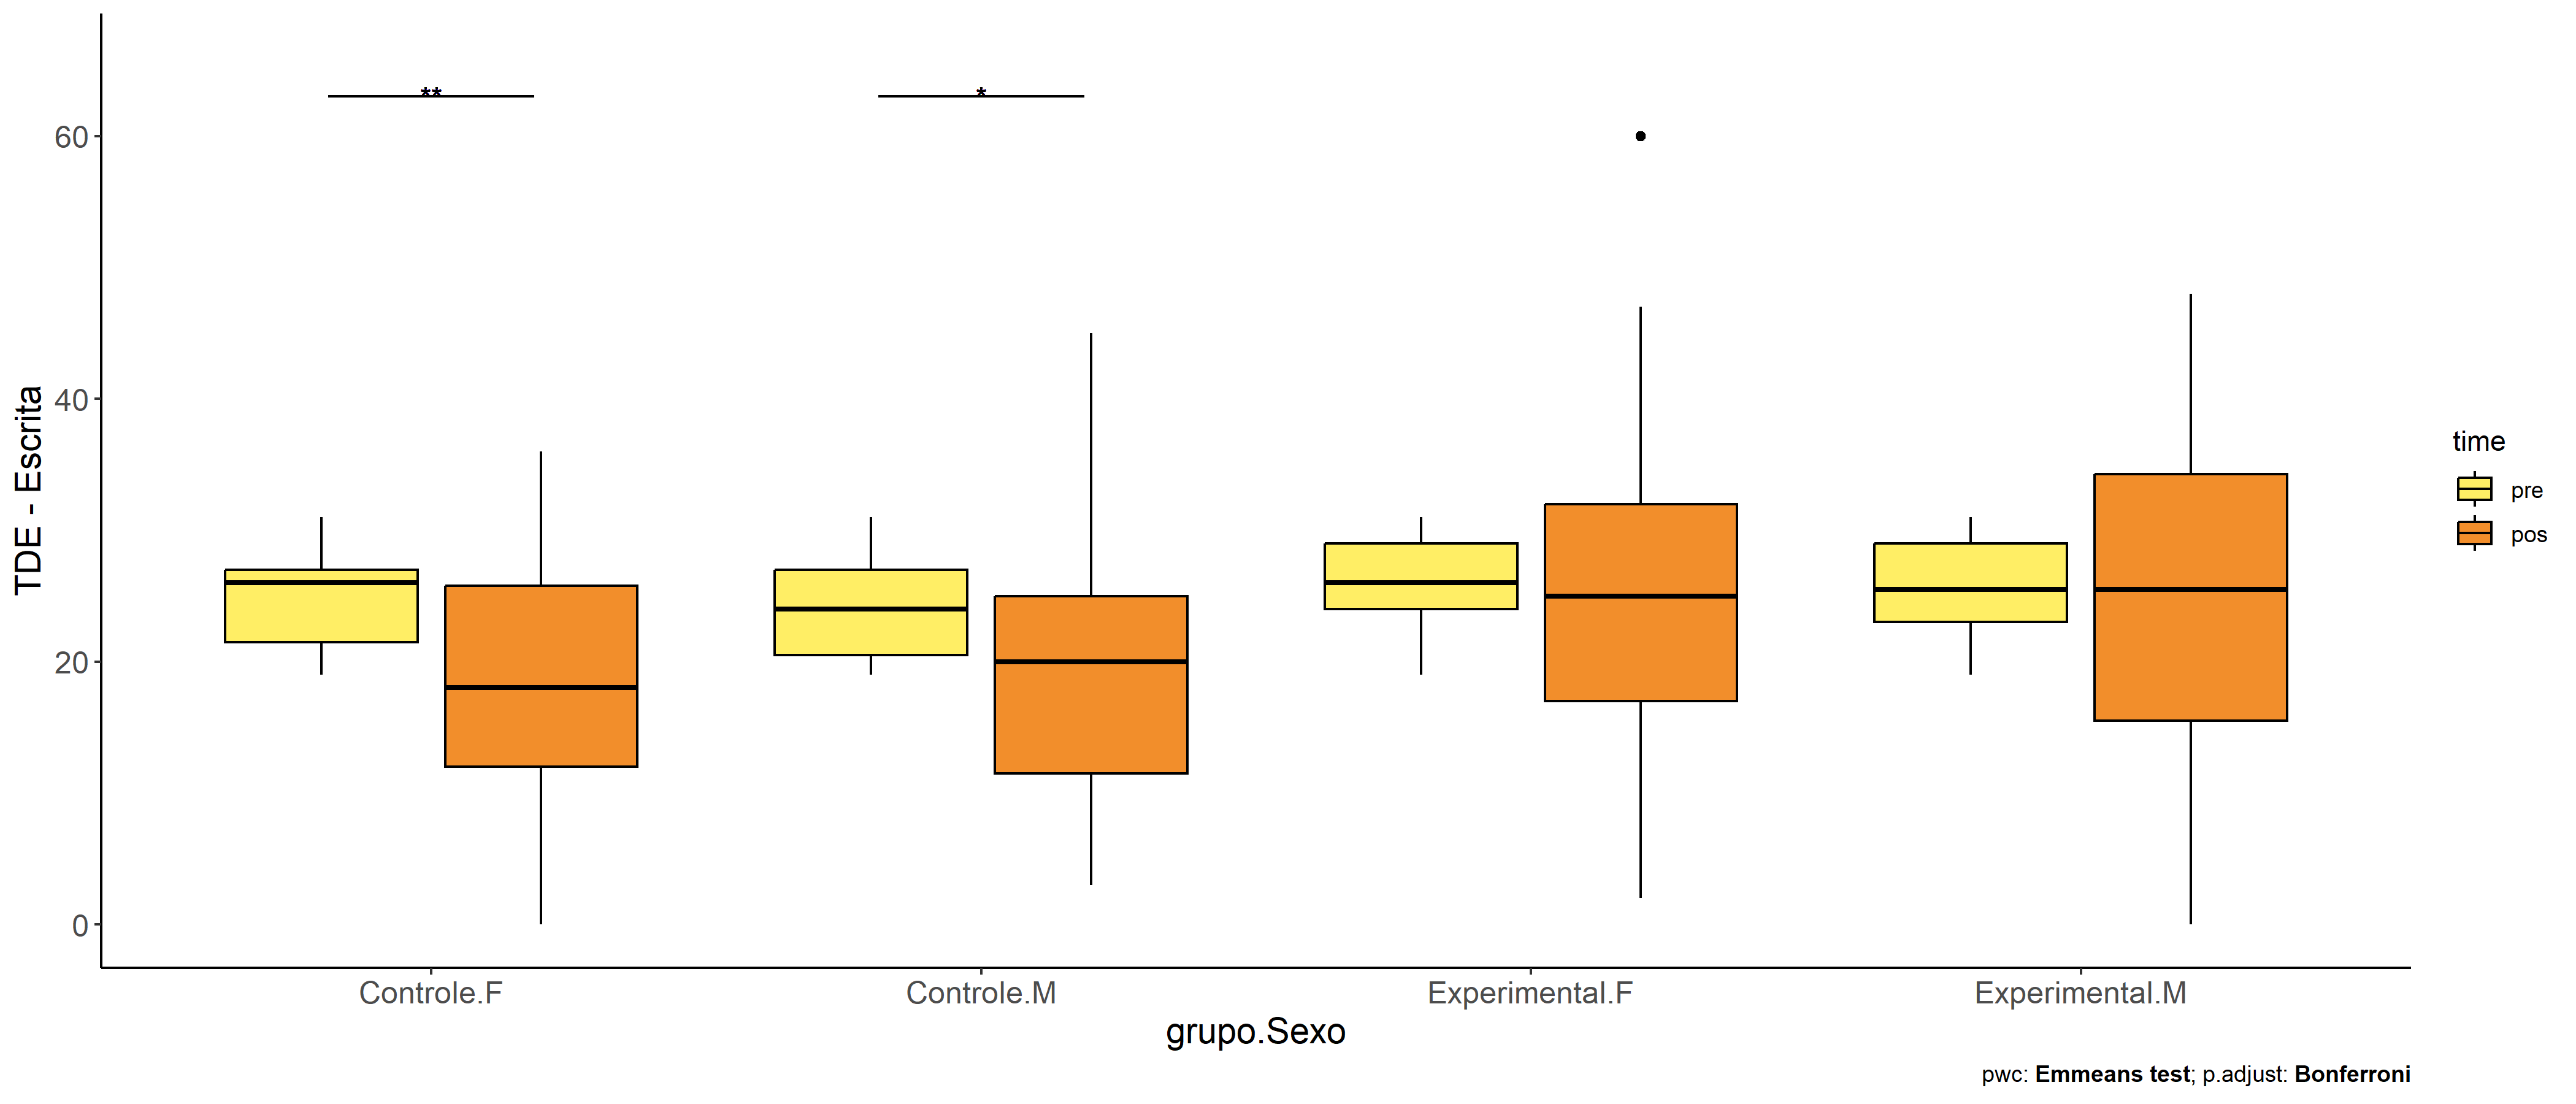 **
*
60
40
20
0
TDE - Escrita
Controle.F
Controle.M
Experimental.F
Experimental.M
grupo.Sexo
time
pre
pos
pwc: Emmeans test; p.adjust: Bonferroni